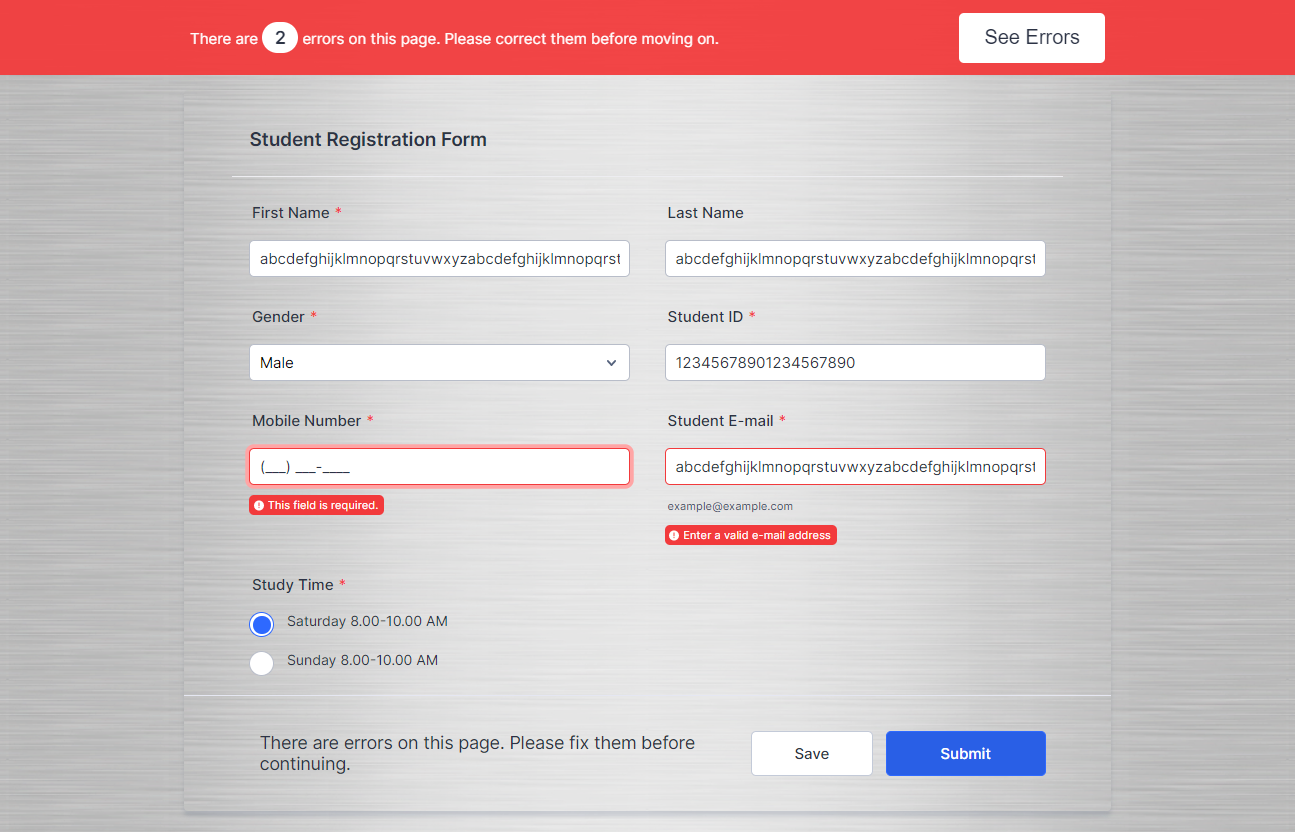 There are 2 errors on this page. Please correct them before moving on.
See Errors
Student Registration Form
First Name *
Last Name
abcdefghijklmnopqrstuvwxyzabcdefghijklmnopqrst
abcdefghijklmnopqrstuvwxyzabcdefghijklmnopqrst
Gender *
Student ID *
Male
12345678901234567890
Mobile Number *
Student E-mail *
(___) ___-____
abcdefghijklmnopqrstuvwxyzabcdefghijklmnopqrst
This field is required.
example@example.com
Enter a valid e-mail address
Study Time *
Saturday 8.00-10.00 AM
Sunday 8.00-10.00 AM
There are errors on this page. Please fix them before
continuing.
Save
Submit